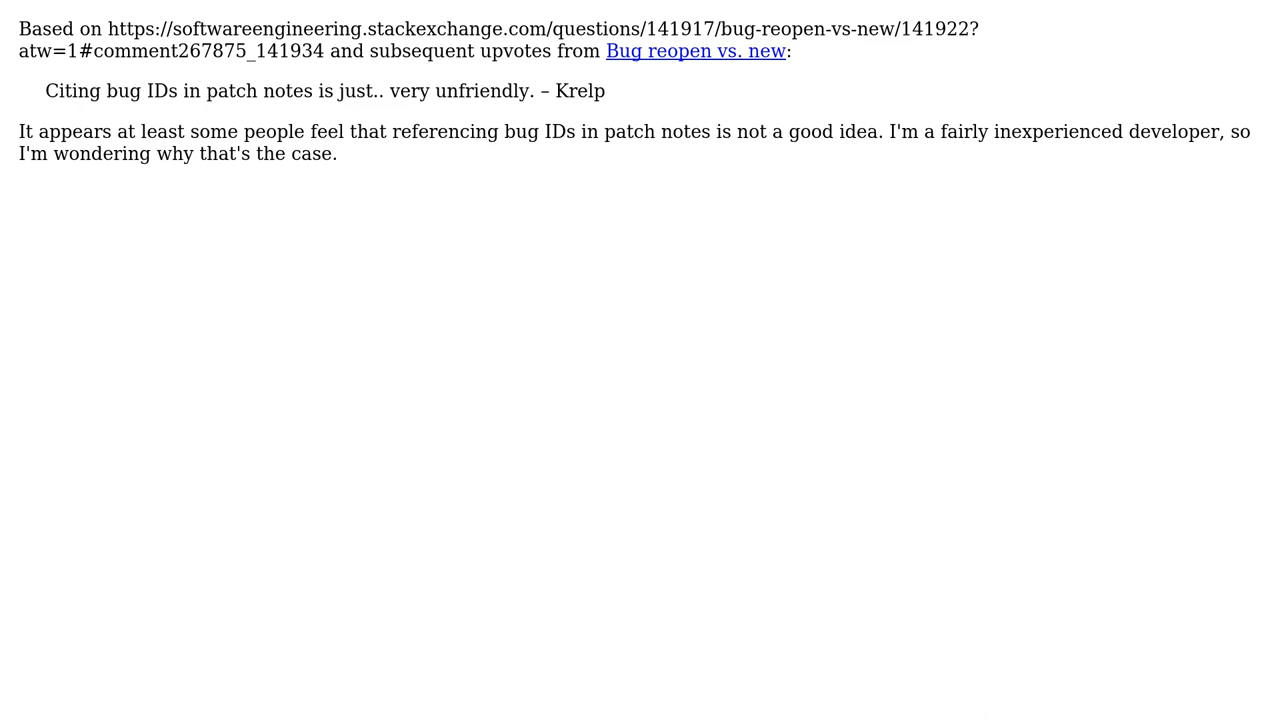 Based on https://softwareengineering.stackexchange.com/questions/141917/bug-reopen-vs-new/141922?
atw=1#comment267875_141934 and subsequent upvotes from Bug reopen vs. new:
Citing bug IDs in patch notes is just.. very unfriendly. – Krelp
It appears at least some people feel that referencing bug IDs in patch notes is not a good idea. I'm a fairly inexperienced developer, so
I'm wondering why that's the case.